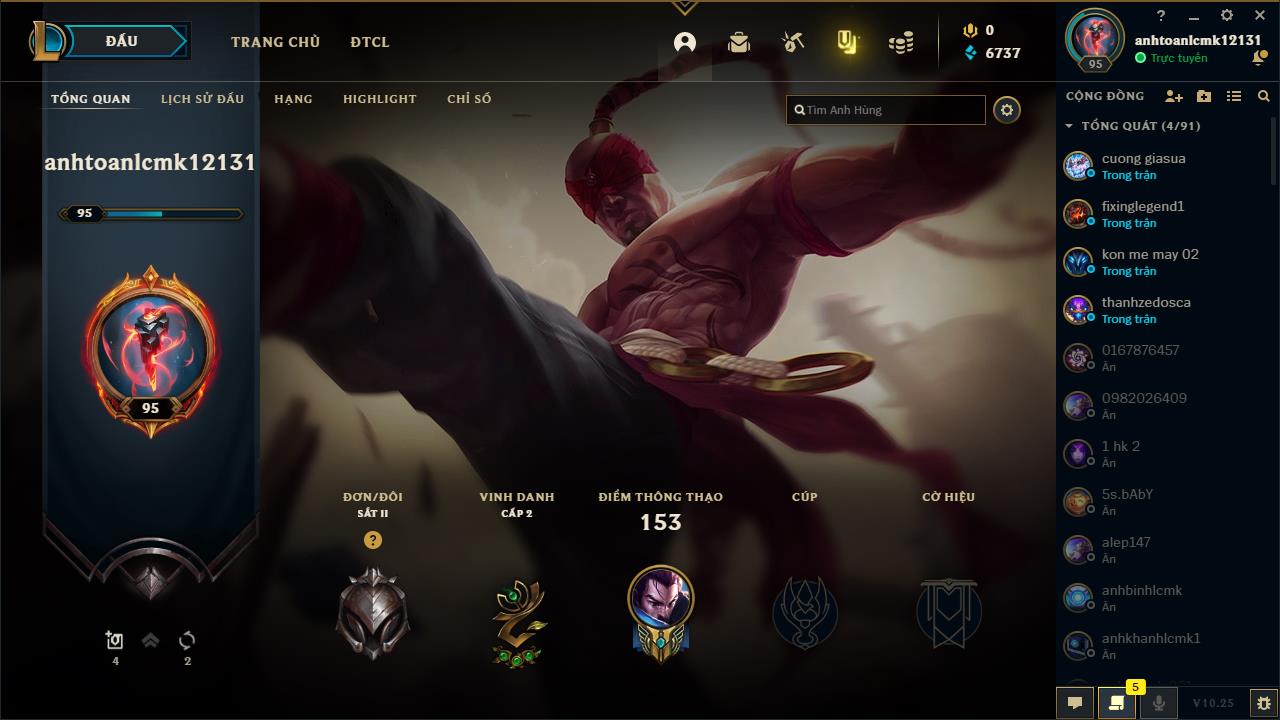 ĐẤU
TRANG CHỦ
ĐTCL
0
6737
?
95
anhtoanlcmk12131
Trực tuyến
TỔNG QUAN
LỊCH SỬ ĐẤU
HẠNG
HIGHLIGHT
CHỈ SỐ
Tìm Anh Hùng
anhtoanlcmk12131
95
95
4
2
ĐƠN/ĐÔI
SẮT II
?
VINH DANH
CẤP 2
ĐIỂM THÔNG THẠO
153
CÚP
CỜ HIỆU
CỘNG ĐỒNG
TỔNG QUÁT (4/91)
cuong giasua
Trong trận
fixinglegend1
Trong trận
kon me may 02
Trong trận
thanhzedosca
Trong trận
0167876457
Ẩn
0982026409
Ẩn
1 hk 2
Ẩn
5s.bAbY
Ẩn
alep147
Ẩn
anhbinhlcmk
Ẩn
anhkhanhlcmk1
Ẩn
5
V10.25